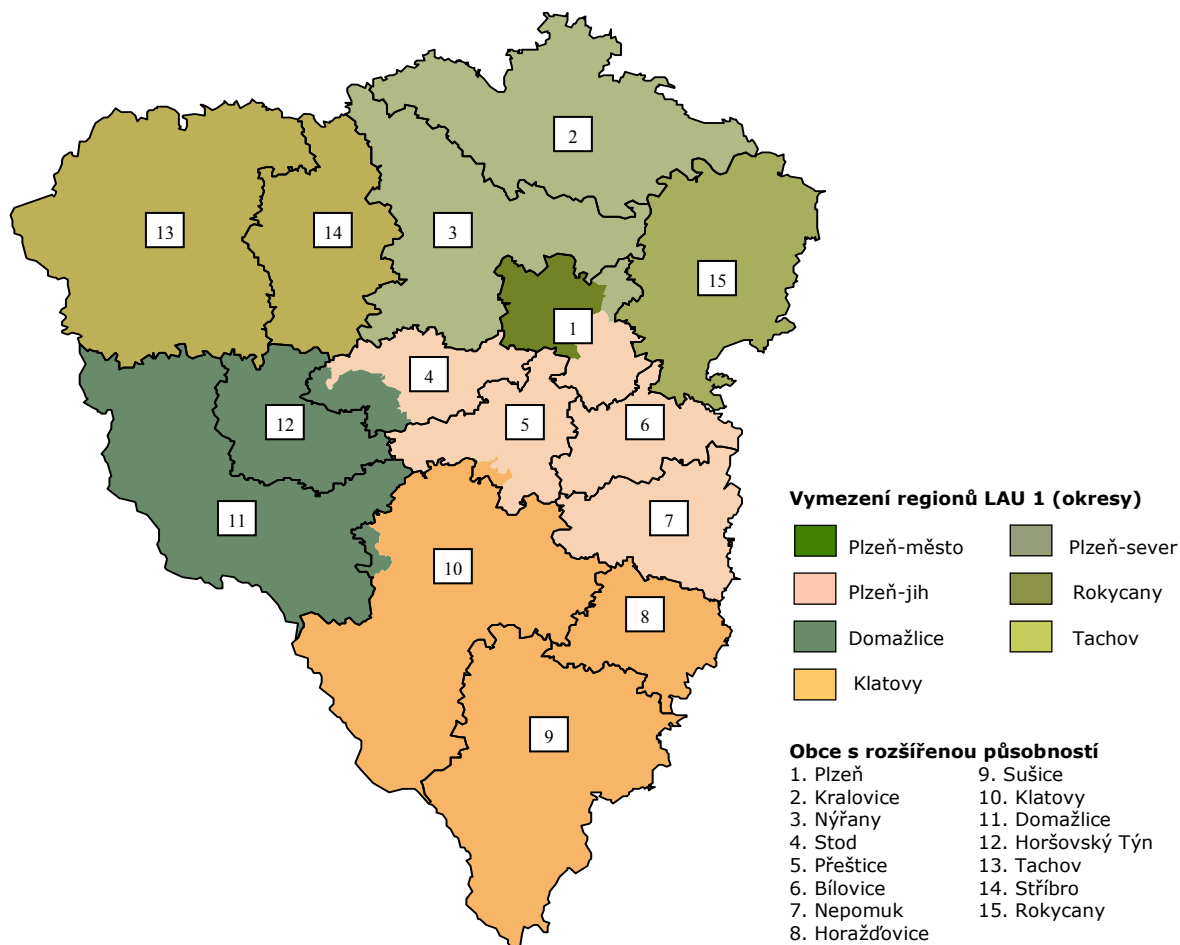 2
13
14
3
15
1
4
5
6
12
11
7
10
8
9
Vymezení regionů LAU 1 (okresy)
Plzeň-město
Plzeň-sever
Plzeň-jih
Rokycany
Domažlice
Tachov
Klatovy
Obce s rozšířenou působností
1. Plzeň
2. Kralovice
3. Nýřany
4. Stod
5. Přeštice
6. Bílovice
7. Nepomuk
8. Horažďovice
9. Sušice
10. Klatovy
11. Domažlice
12. Horšovský Týn
13. Tachov
14. Stříbro
15. Rokycany